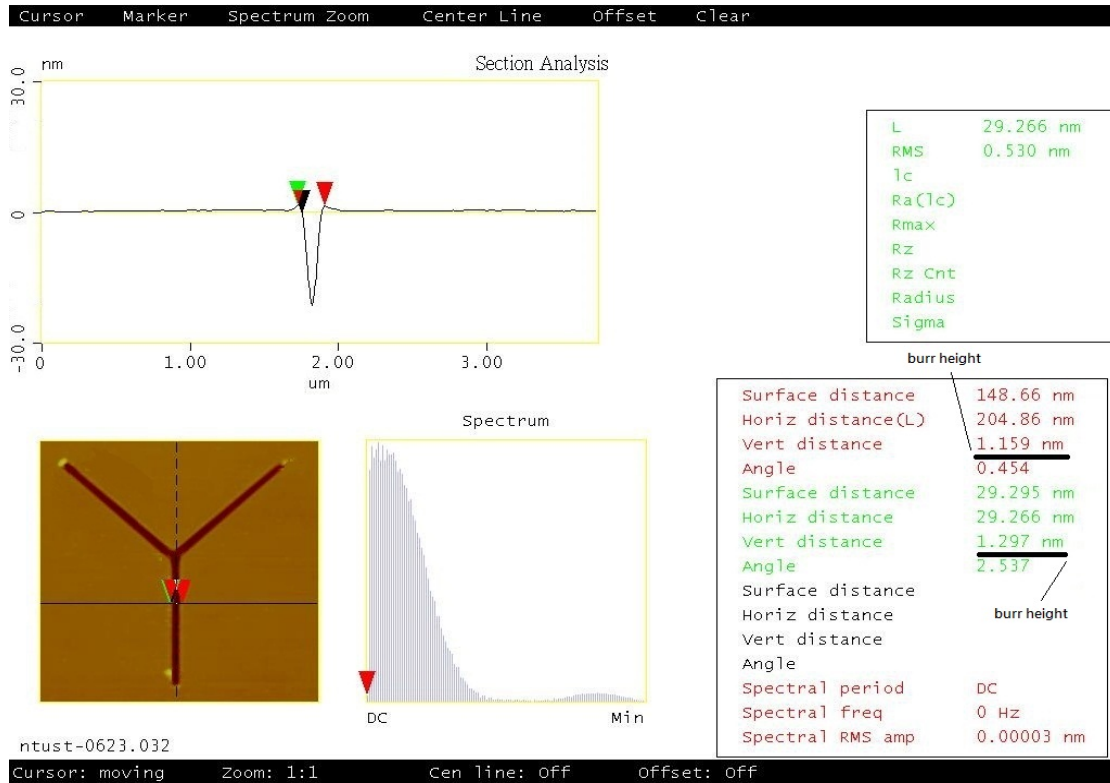 Cursor Marker Spectrum Zoom Center Line Offset Clear
nm Section Analysis
30.0
0
-30.0
0 1.00 2.00 3.00
um
L 29.266 nm
RMS 0.530 nm
lc
Ra(lc)
Rmax
Rz
Rz Cnt
Radius
Sigma
burr height
Surface distance 148.66 nm
Horiz distance(L) 204.86 nm
Vert distance 1.159 nm
Angle 0.454
Surface distance 29.295 nm
Horiz distance 29.266 nm
Vert distance 1.297 nm
Angle 2.537
Surface distance
Horiz distance
burr height
Vert distance
Angle
Spectral period DC
Spectral freq 0 Hz
Spectral RMS amp 0.00003 nm
Spectrum
DC Min
ntust-0623.032
Cursor: moving Zoom: 1:1 Cen line: Off Offset: Off